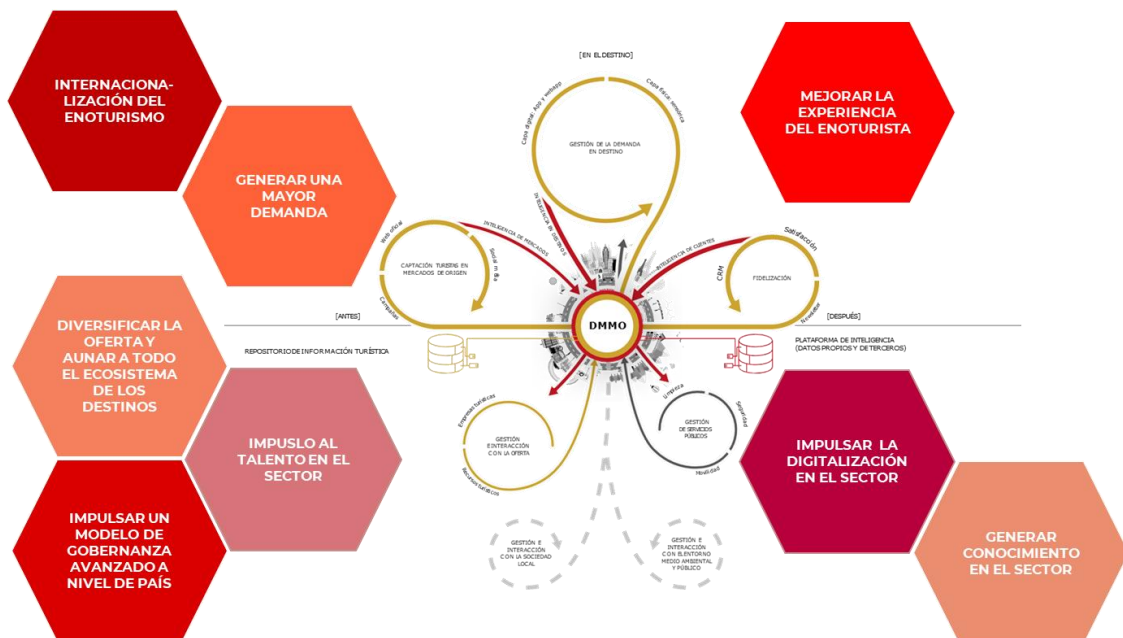 INTERNACIONA-
LIZACIÓN DEL
ENOTURISMO
GENERAR UNA
MAYOR
DEMANDA
DIVERSIFICAR LA
OFERTA Y
AUNAR A TODO
EL ECOSISTEMA
DE LOS
DESTINOS
IMPUSLO AL
TALENTO EN EL
SECTOR
IMPULSAR UN
MODELO DE
GOBERNANZA
AVANZADO A
NIVEL DE PAÍS
[EN EL DESTINO]
Capa digital: App y webapp
Capa física: sensórica
GESTIÓN DE LA DEMANDA
EN DESTINO
INTELIGENCIA DE MERCADOS
INTELIGENCIA EN DESTINOS
INTELIGENCIA DE CLIENTES
Web oficial
Social media
Campañas
CAPTACIÓN TURISTAS EN
MERCADOS DE ORIGEN
Satisfacción
CRM
Newsletter
FIDELIZACIÓN
[ANTES]
DMMO
[DESPUÉS]
REPOSITORIO DE INFORMACIÓN TURÍSTICA
PLATAFORMA DE INTELIGENCIA
(DATOS PROPIOS Y DE TERCEROS)
Empresas turísticas
Recursos turísticos
GESTIÓN
E INTERACCIÓN
CON LA OFERTA
Limpieza
Seguridad
Movilidad
GESTIÓN
DE SERVICIOS
PÚBLICOS
GESTIÓN E
INTERACCIÓN
CON LA SOCIEDAD
LOCAL
GESTIÓN E
INTERACCIÓN
CON EL ENTORNO
MEDIO AMBIENTAL
Y PÚBLICO
MEJORAR LA
EXPERIENCIA
DEL ENOTURISTA
IMPULSAR LA
DIGITALIZACIÓN
EN EL SECTOR
GENERAR
CONOCIMIENTO
EN EL SECTOR